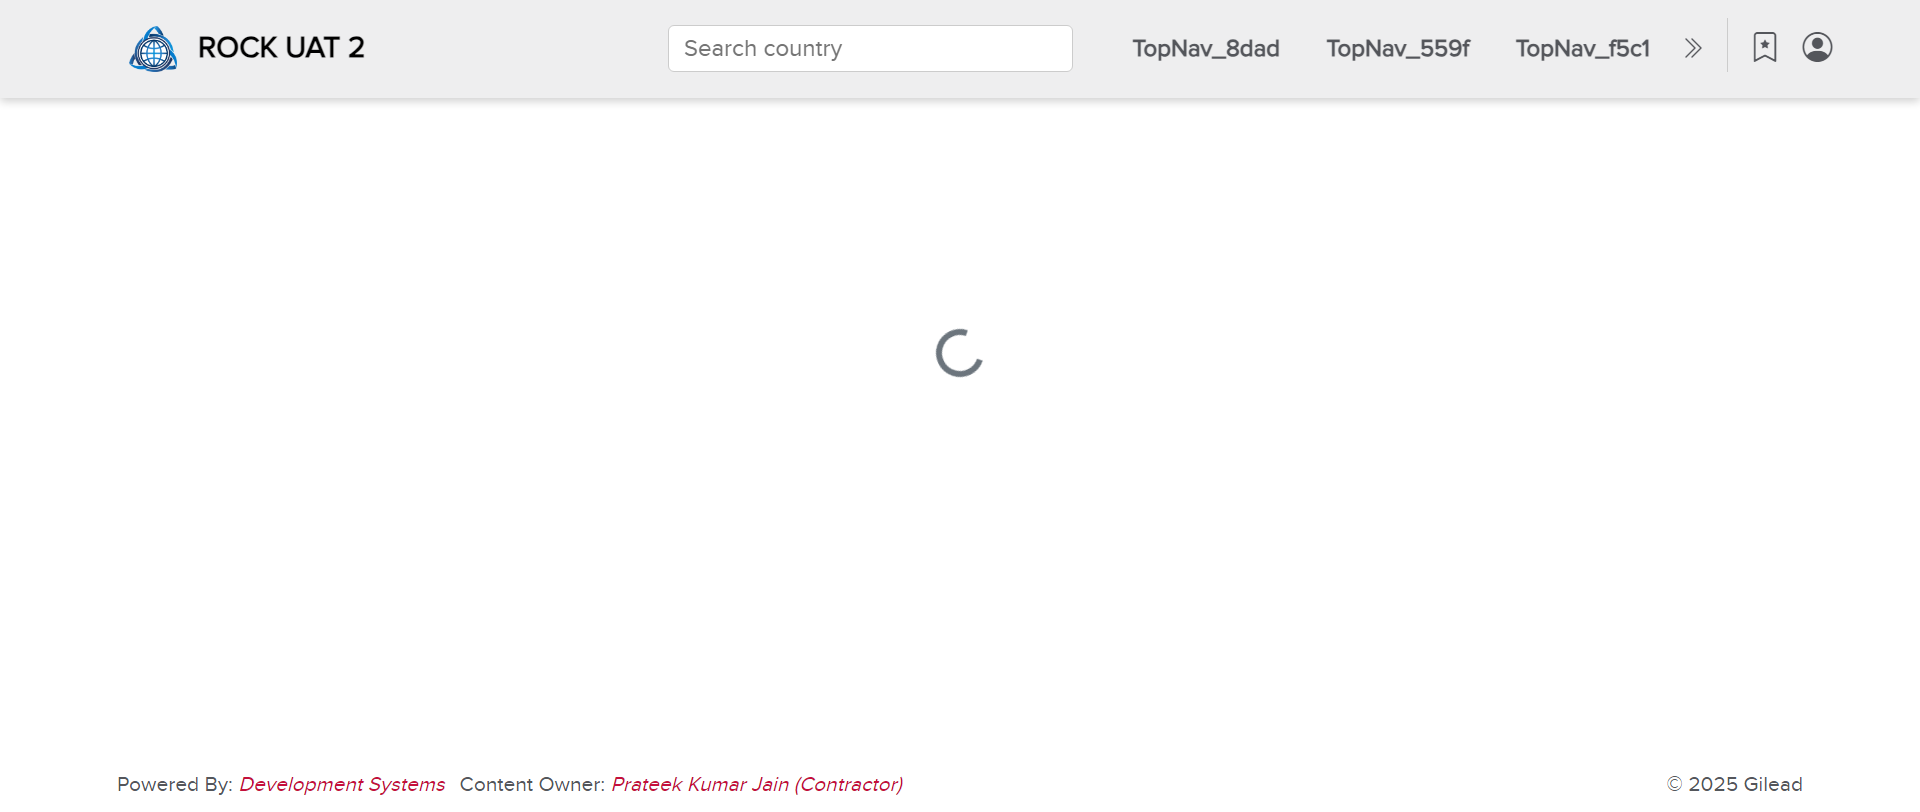 ROCK UAT 2
Search country
TopNav_8dad
TopNav_559f
TopNav_f5c1
Powered By: Development Systems Content Owner: Prateek Kumar Jain (Contractor)
© 2025 Gilead